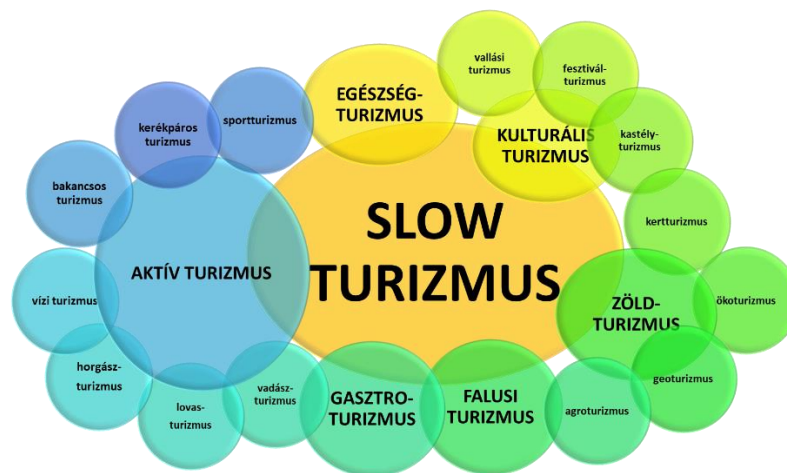 vallási
turizmus
fesztivál-
turizmus
EGÉSZSÉG-
TURIZMUS
sportturizmus
kerékpáros
turizmus
KULTURÁLIS
TURIZMUS
kastély-
turizmus
bakancsos
turizmus
SLOW
TURIZMUS
kertturizmus
AKTÍV TURIZMUS
vízi turizmus
ZÖLD-
TURIZMUS
ökoturizmus
horgász-
turizmus
vadász-
turizmus
lovas-
turizmus
GASZTRO-
TURIZMUS
FALUSI
TURIZMUS
agroturizmus
geoturizmus